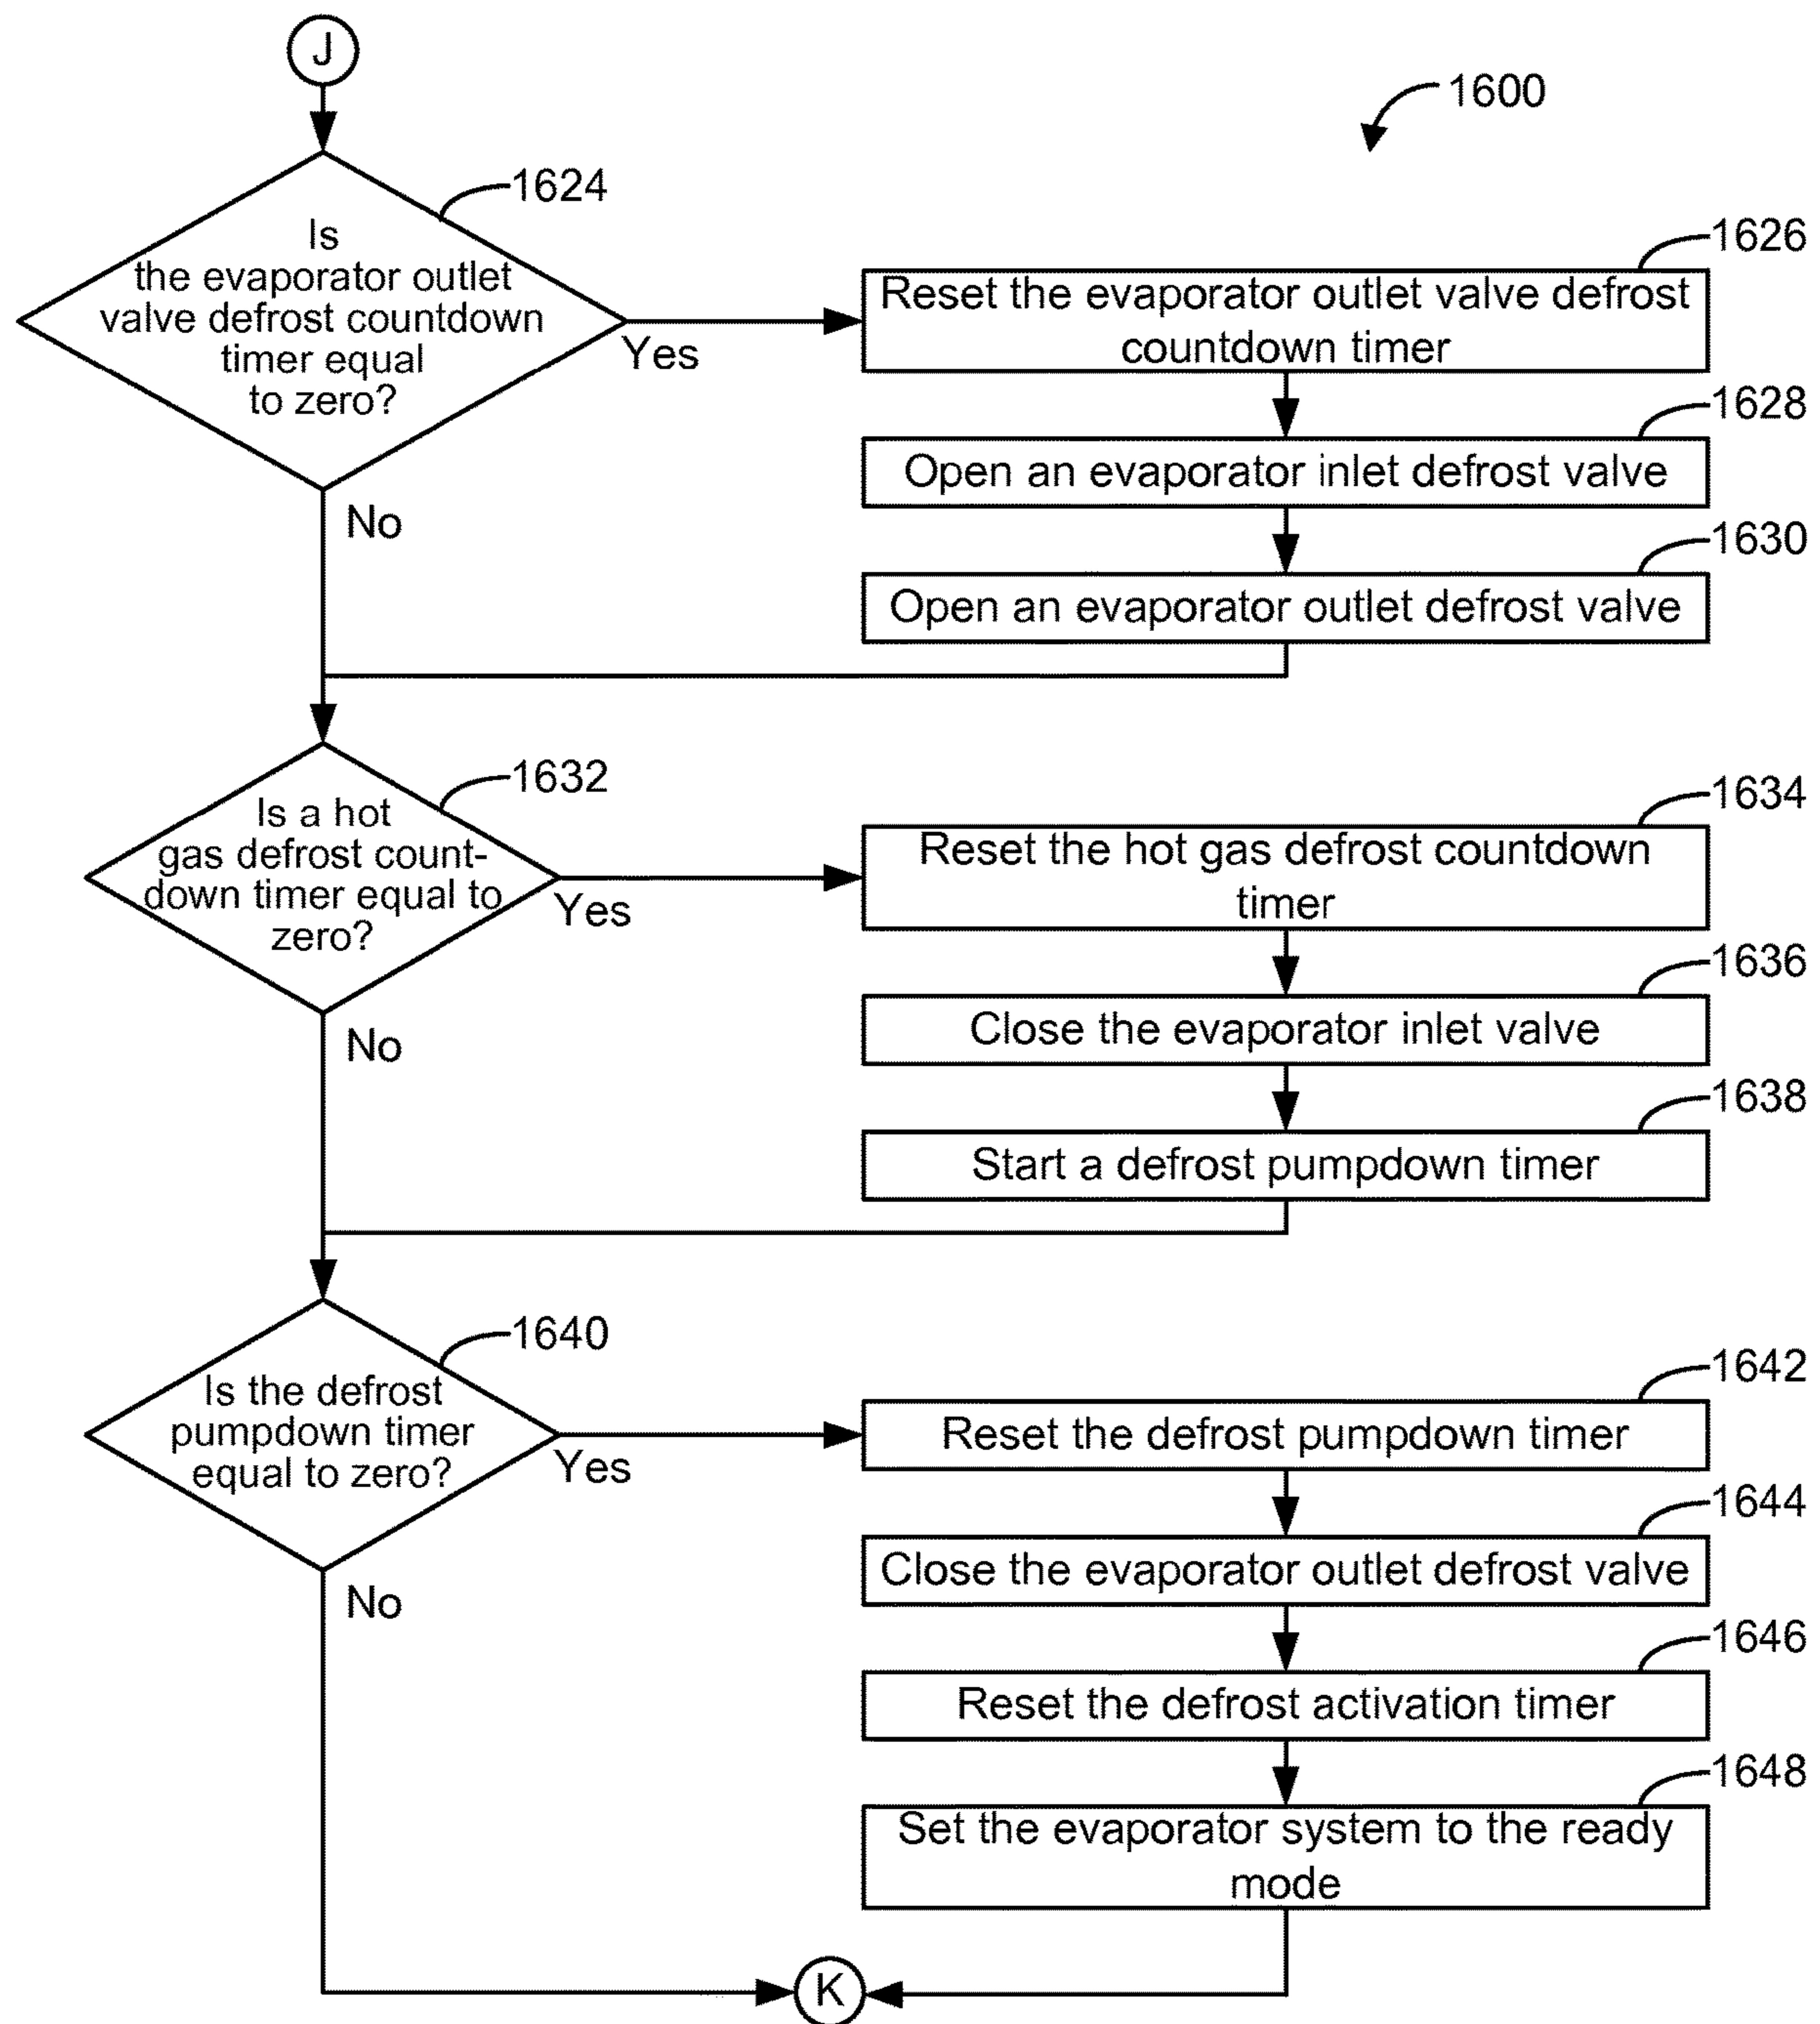 J
1600
1624
Is
the evaporator outlet
valve defrost countdown
timer equal
to zero?
Yes
No
1626
Reset the evaporator outlet valve defrost
countdown timer
1628
Open an evaporator inlet defrost valve
1630
Open an evaporator outlet defrost valve
1632
Is a hot
gas defrost count-
down timer equal to
zero?
Yes
No
1634
Reset the hot gas defrost countdown
timer
1636
Close the evaporator inlet valve
1638
Start a defrost pumpdown timer
1640
Is the defrost
pumpdown timer
equal to zero?
Yes
No
1642
Reset the defrost pumpdown timer
1644
Close the evaporator outlet defrost valve
1646
Reset the defrost activation timer
1648
Set the evaporator system to the ready
mode
K